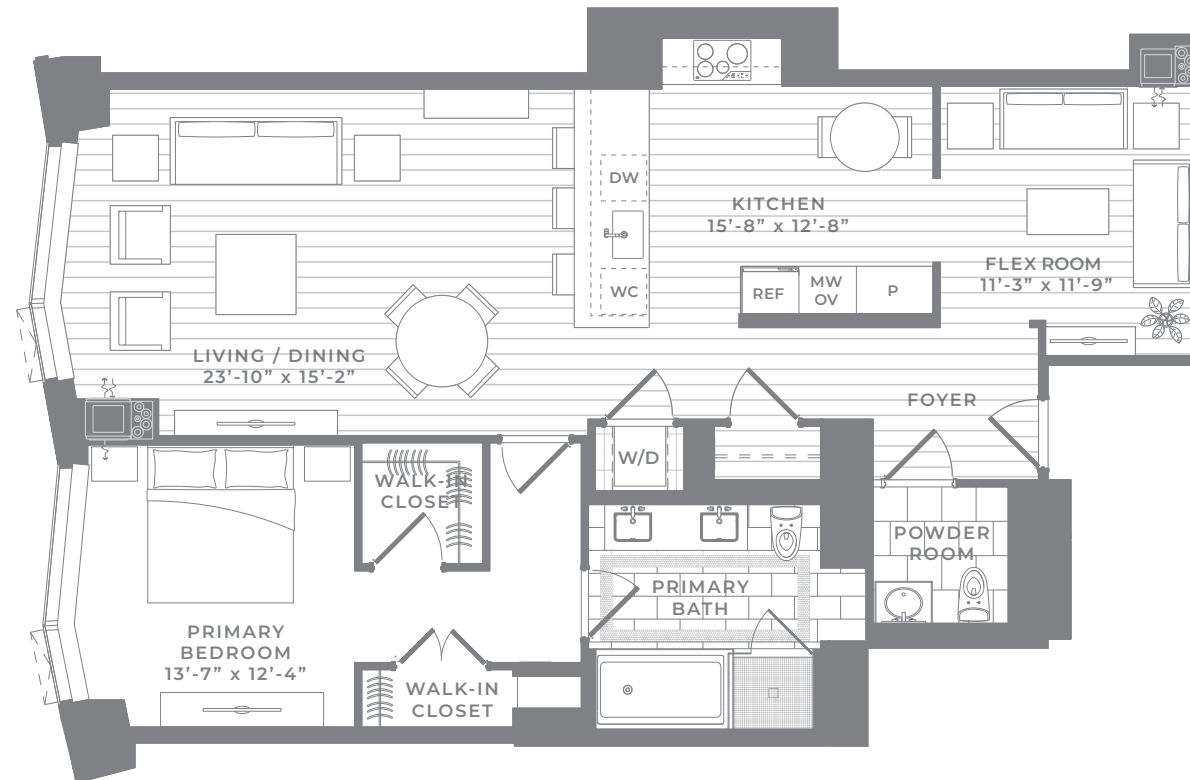 DW
KITCHEN
15'-8” x 12'-8”
WC
REF
MW
OV
P
FLEX ROOM
11'-3” x 11'-9”
LIVING / DINING
23'-10” x 15'-2”
FOYER
W/D
WALK-IN
CLOSET
POWDER
ROOM
PRIMARY
BATH
PRIMARY
BEDROOM
13'-7” x 12'-4”
WALK-IN
CLOSET